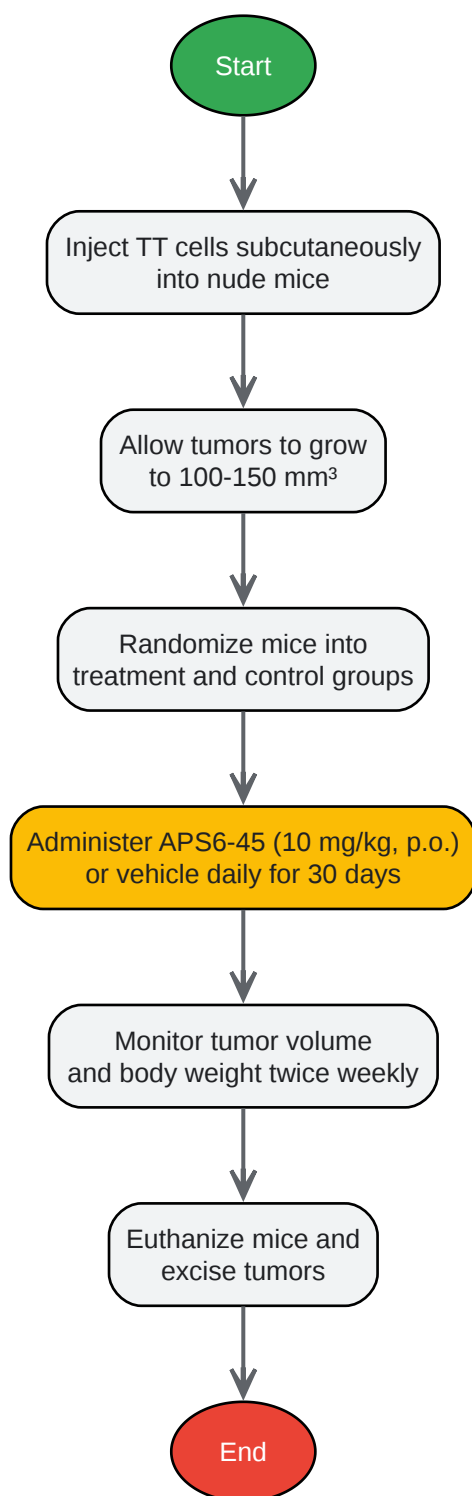 Start
Inject TT cells subcutaneously
into nude mice
Allow tumors to grow
to 100-150 mm³
Randomize mice into
treatment and control groups
Administer APS6-45 (10 mg/kg, p.o.)
or vehicle daily for 30 days
Monitor tumor volume
and body weight twice weekly
Euthanize mice and
excise tumors
End